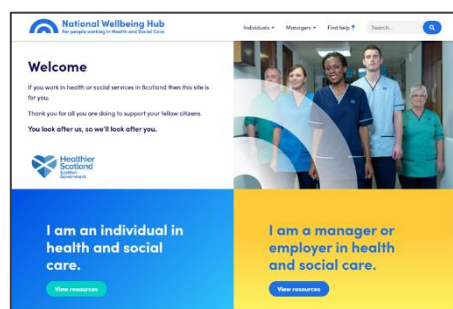 National Wellbeing Hub
For people working in Health and Social Care
Individuals
Managers
Find help
Search...
Welcome
If you work in health or social services in Scotland then this site is
for you.
Thank you for all you are doing to support your fellow citizens.
You look after us, so we'll look after you.
Healthier
Scotland
Scottish
Government
I am an individual in
health and social
care.
View resources
I am a manager or
employer in health
and social care.
View resources